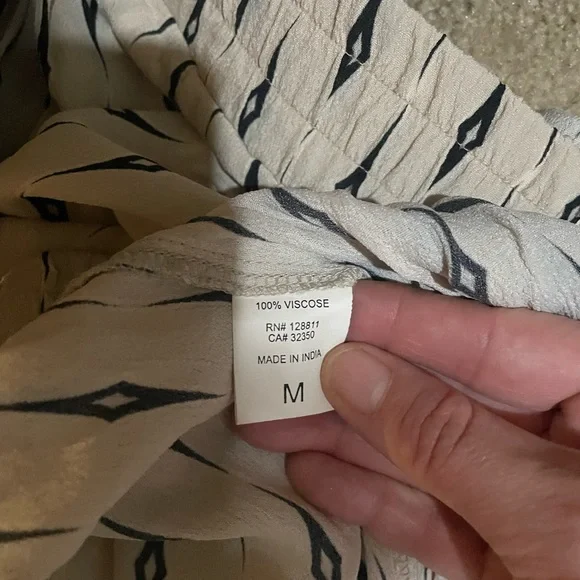 100% VISCOSE
RN# 128811
CA# 32350
MADE IN INDIA
M